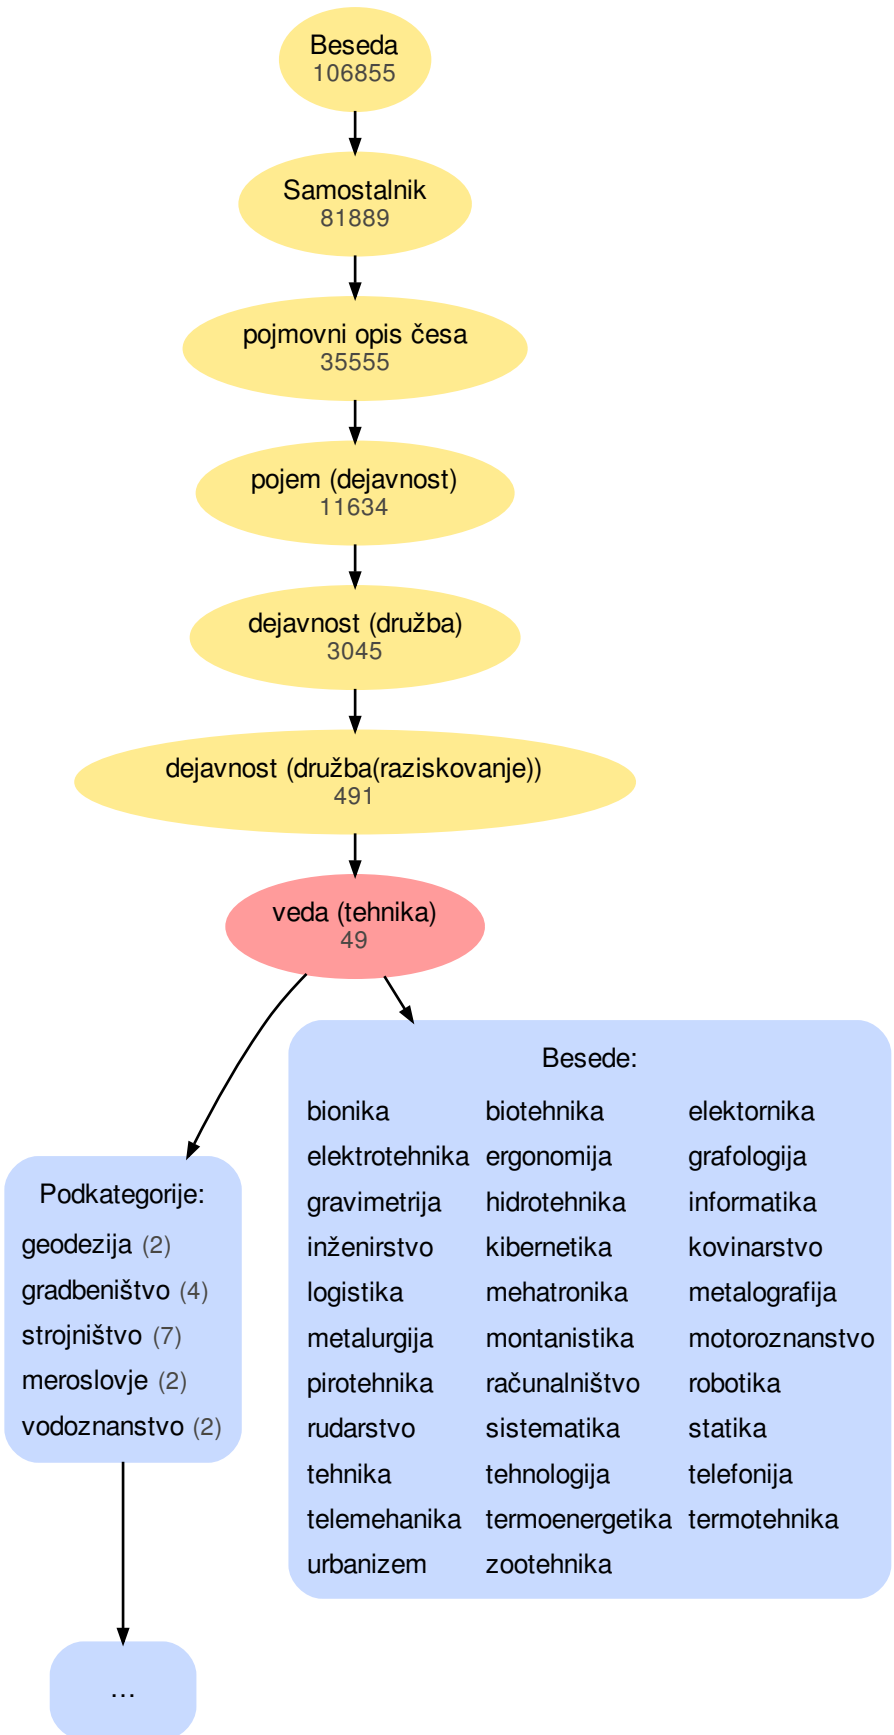 Beseda
106855
Samostalnik
81889
pojmovni opis česa
35555
pojem (dejavnost)
11634
dejavnost (družba)
3045
dejavnost (družba(raziskovanje))
491
veda (tehnika)
49
Podkategorije:
geodezija (2)
gradbeništvo (4)
strojništvo (7)
meroslovje (2)
vodoznanstvo (2)
...
Besede:
bionika biotehnika elektornika
elektrotehnika ergonomija grafologija
gravimetrija hidrotehnika informatika
inženirstvo kibernetika kovinarstvo
logistika mehatronika metalografija
metalurgija montanistika motoroznanstvo
pirotehnika računalništvo robotika
rudarstvo sistematika statika
tehnika tehnologija telefonija
telemehanika termoenergetika termotehnika
urbanizem zootehnika